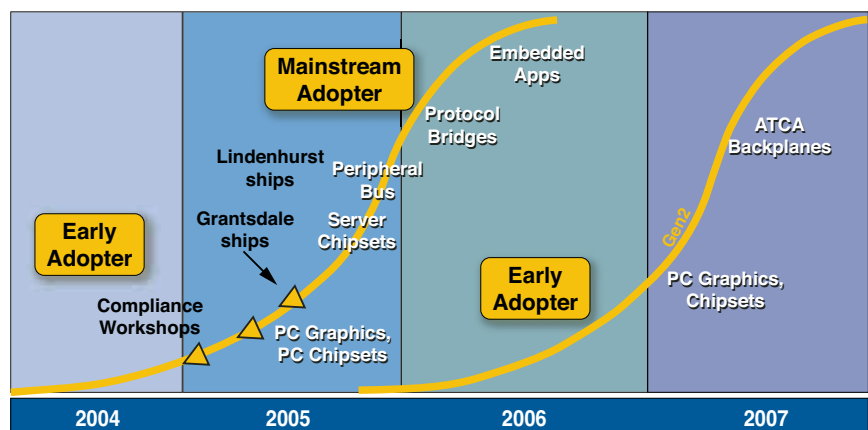 Mainstream
Adopter
Embedded
Apps
Protocol
Bridges
ATCA
Backplanes
Lindenhurst
ships
Peripheral
Bus
Grantsdale
ships
Server
Chipsets
Early
Adopter
Gen2
Early
Adopter
PC Graphics,
Chipsets
Compliance
Workshops
PC Graphics,
PC Chipsets
2004
2005
2006
2007